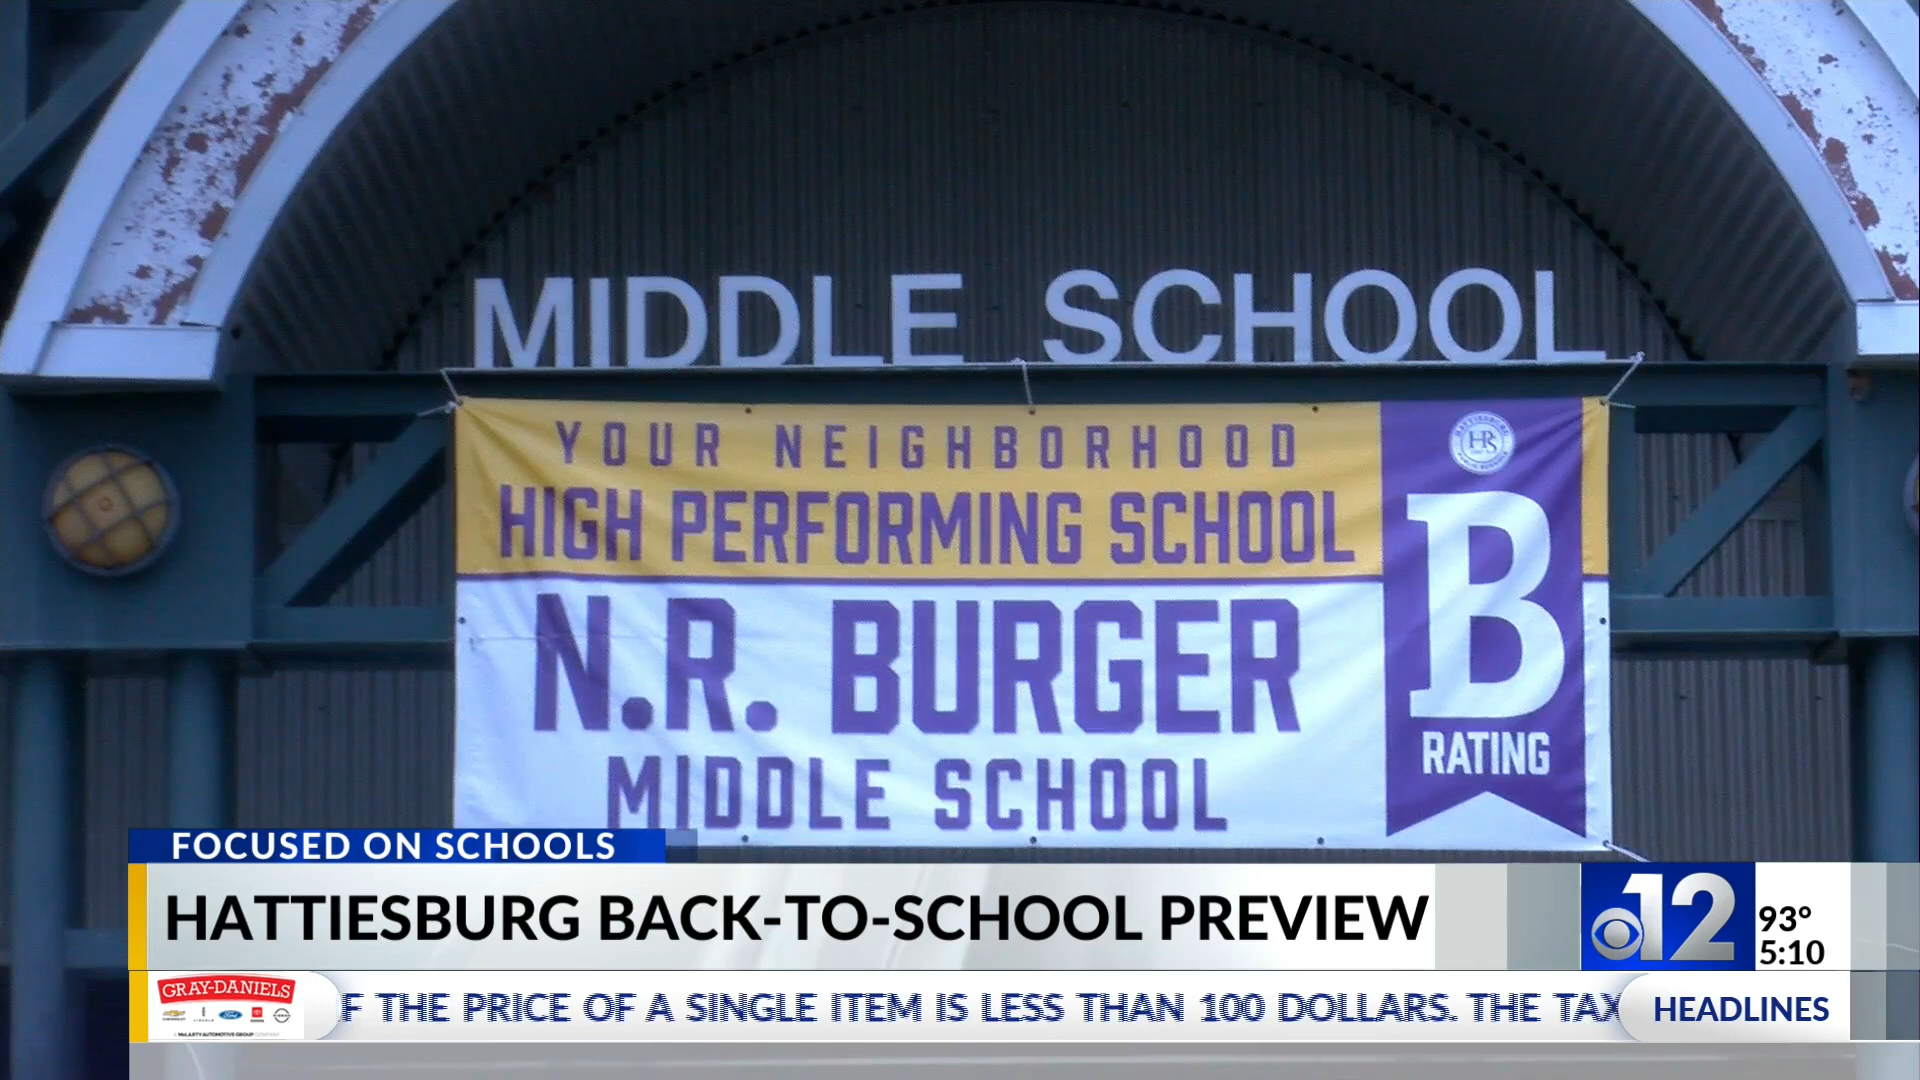 MIDDLE SCHOOL
YOUR NEIGHBORHOOD
HIGH PERFORMING SCHOOL
N.R. BURGER
MIDDLE SCHOOL
HPS
B
RATING
FOCUSED ON SCHOOLS
HATTIESBURG BACK-TO-SCHOOL PREVIEW
12
93°
5:10
GRAY-DANIELS
F THE PRICE OF A SINGLE ITEM IS LESS THAN 100 DOLLARS. THE TAX
HEADLINES